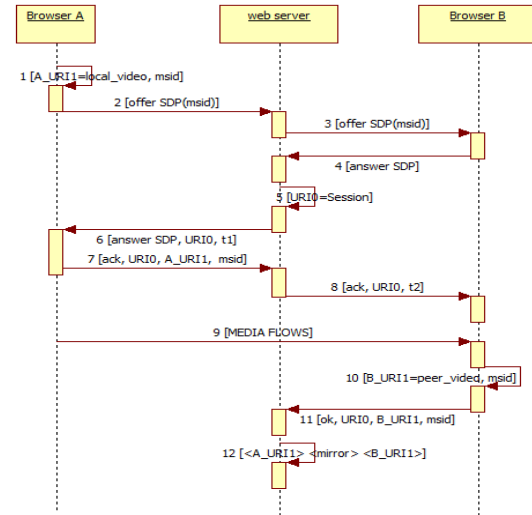 Browser A
web server
Browser B
1 [A_URI1=local_video, msid]
2 [offer SDP(msid)]
3 [offer SDP(msid)]
4 [answer SDP]
5 [URI0=Session]
6 [answer SDP, URI0, t1]
7 [ack, URI0, A_URI1, msid]
8 [ack, URI0, t2]
9 [MEDIA FLOWS]
10 [B_URI1=peer_video, msid]
11 [ok, URI0, B_URI1, msid]
12 [<A_URI1> <mirror> <B_URI1>]